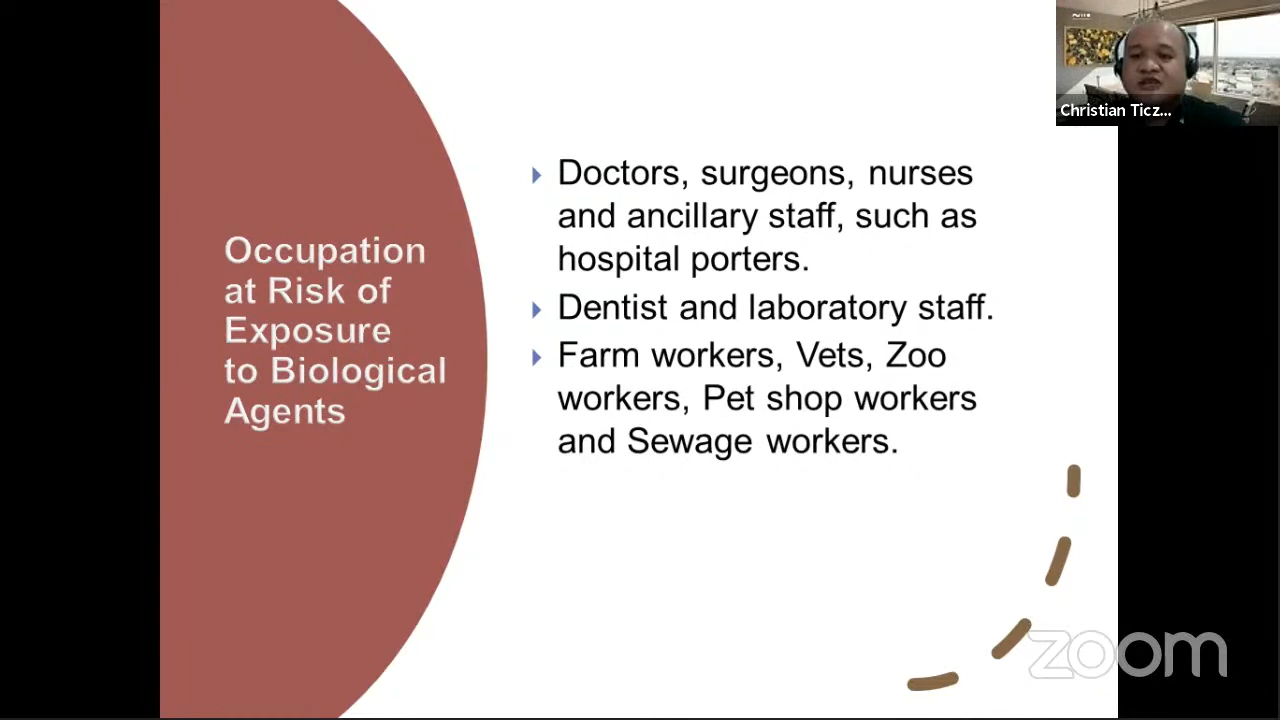 Occupation
at Risk of
Exposure
to Biological
Agents
Doctors, surgeons, nurses
and ancillary staff, such as
hospital porters.
Dentist and laboratory staff.
Farm workers, Vets, Zoo
workers, Pet shop workers
and Sewage workers.
Christian Ticz...
zoom